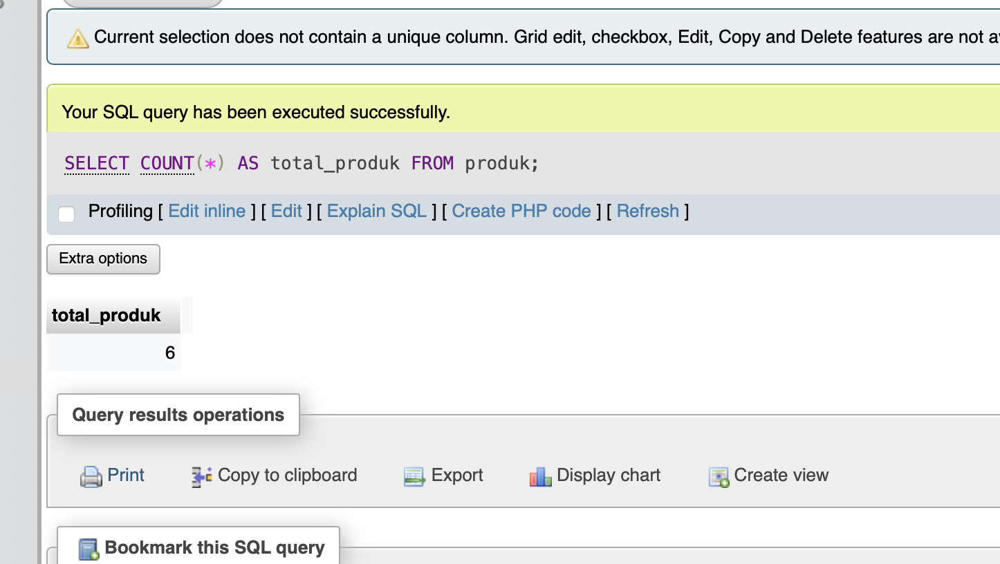 Current selection does not contain a unique column. Grid edit, checkbox, Edit, Copy and Delete features are not
Your SQL query has been executed successfully.
SELECT COUNT(*) AS total_produk FROM produk;
Profiling [ Edit inline ] [ Edit ] [ Explain SQL ] [ Create PHP code ] [ Refresh ]
Extra options
total_produk
6
Query results operations
Print Copy to clipboard Export Display chart Create view
Bookmark this SQL query